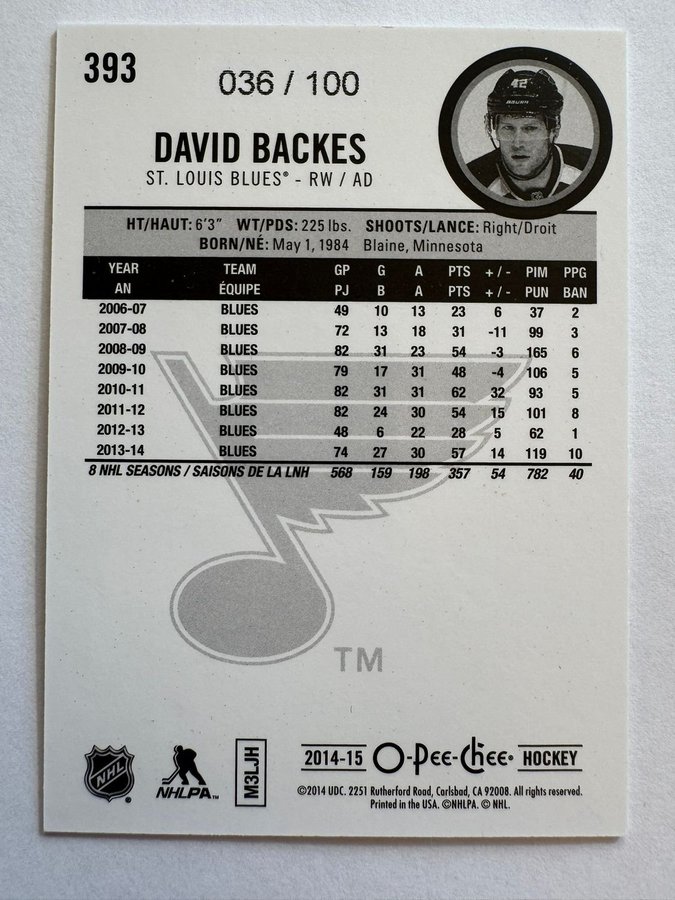 393
036 / 100
42
BAUER
DAVID BACKES
ST. LOUIS BLUES® - RW / AD
HT/HAUT: 6'3" WT/PDS: 225 lbs. SHOOTS/LANCE: Right/Droit
BORN/NÉ: May 1, 1984 Blaine, Minnesota
YEAR TEAM GP G A PTS + / - PIM PPG
AN ÉQUIPE PJ B A PTS + / - PUN BAN
2006-07 BLUES 49 10 13 23 6 37 2
2007-08 BLUES 72 13 18 31 -11 99 3
2008-09 BLUES 82 31 23 54 -3 165 6
2009-10 BLUES 79 17 31 48 -4 106 5
2010-11 BLUES 82 31 31 62 32 93 5
2011-12 BLUES 82 24 30 54 15 101 8
2012-13 BLUES 48 6 22 28 5 62 1
2013-14 BLUES 74 27 30 57 14 119 10
8 NHL SEASONS / SAISONS DE LA LNH 568 159 198 357 54 782 40
TM
NHL ®
NHLPA™
M3LJH
2014-15 O-Pee-Chee® HOCKEY
©2014 UDC. 2251 Rutherford Road, Carlsbad, CA 92008. All rights reserved.
Printed in the USA. ©NHLPA. © NHL.